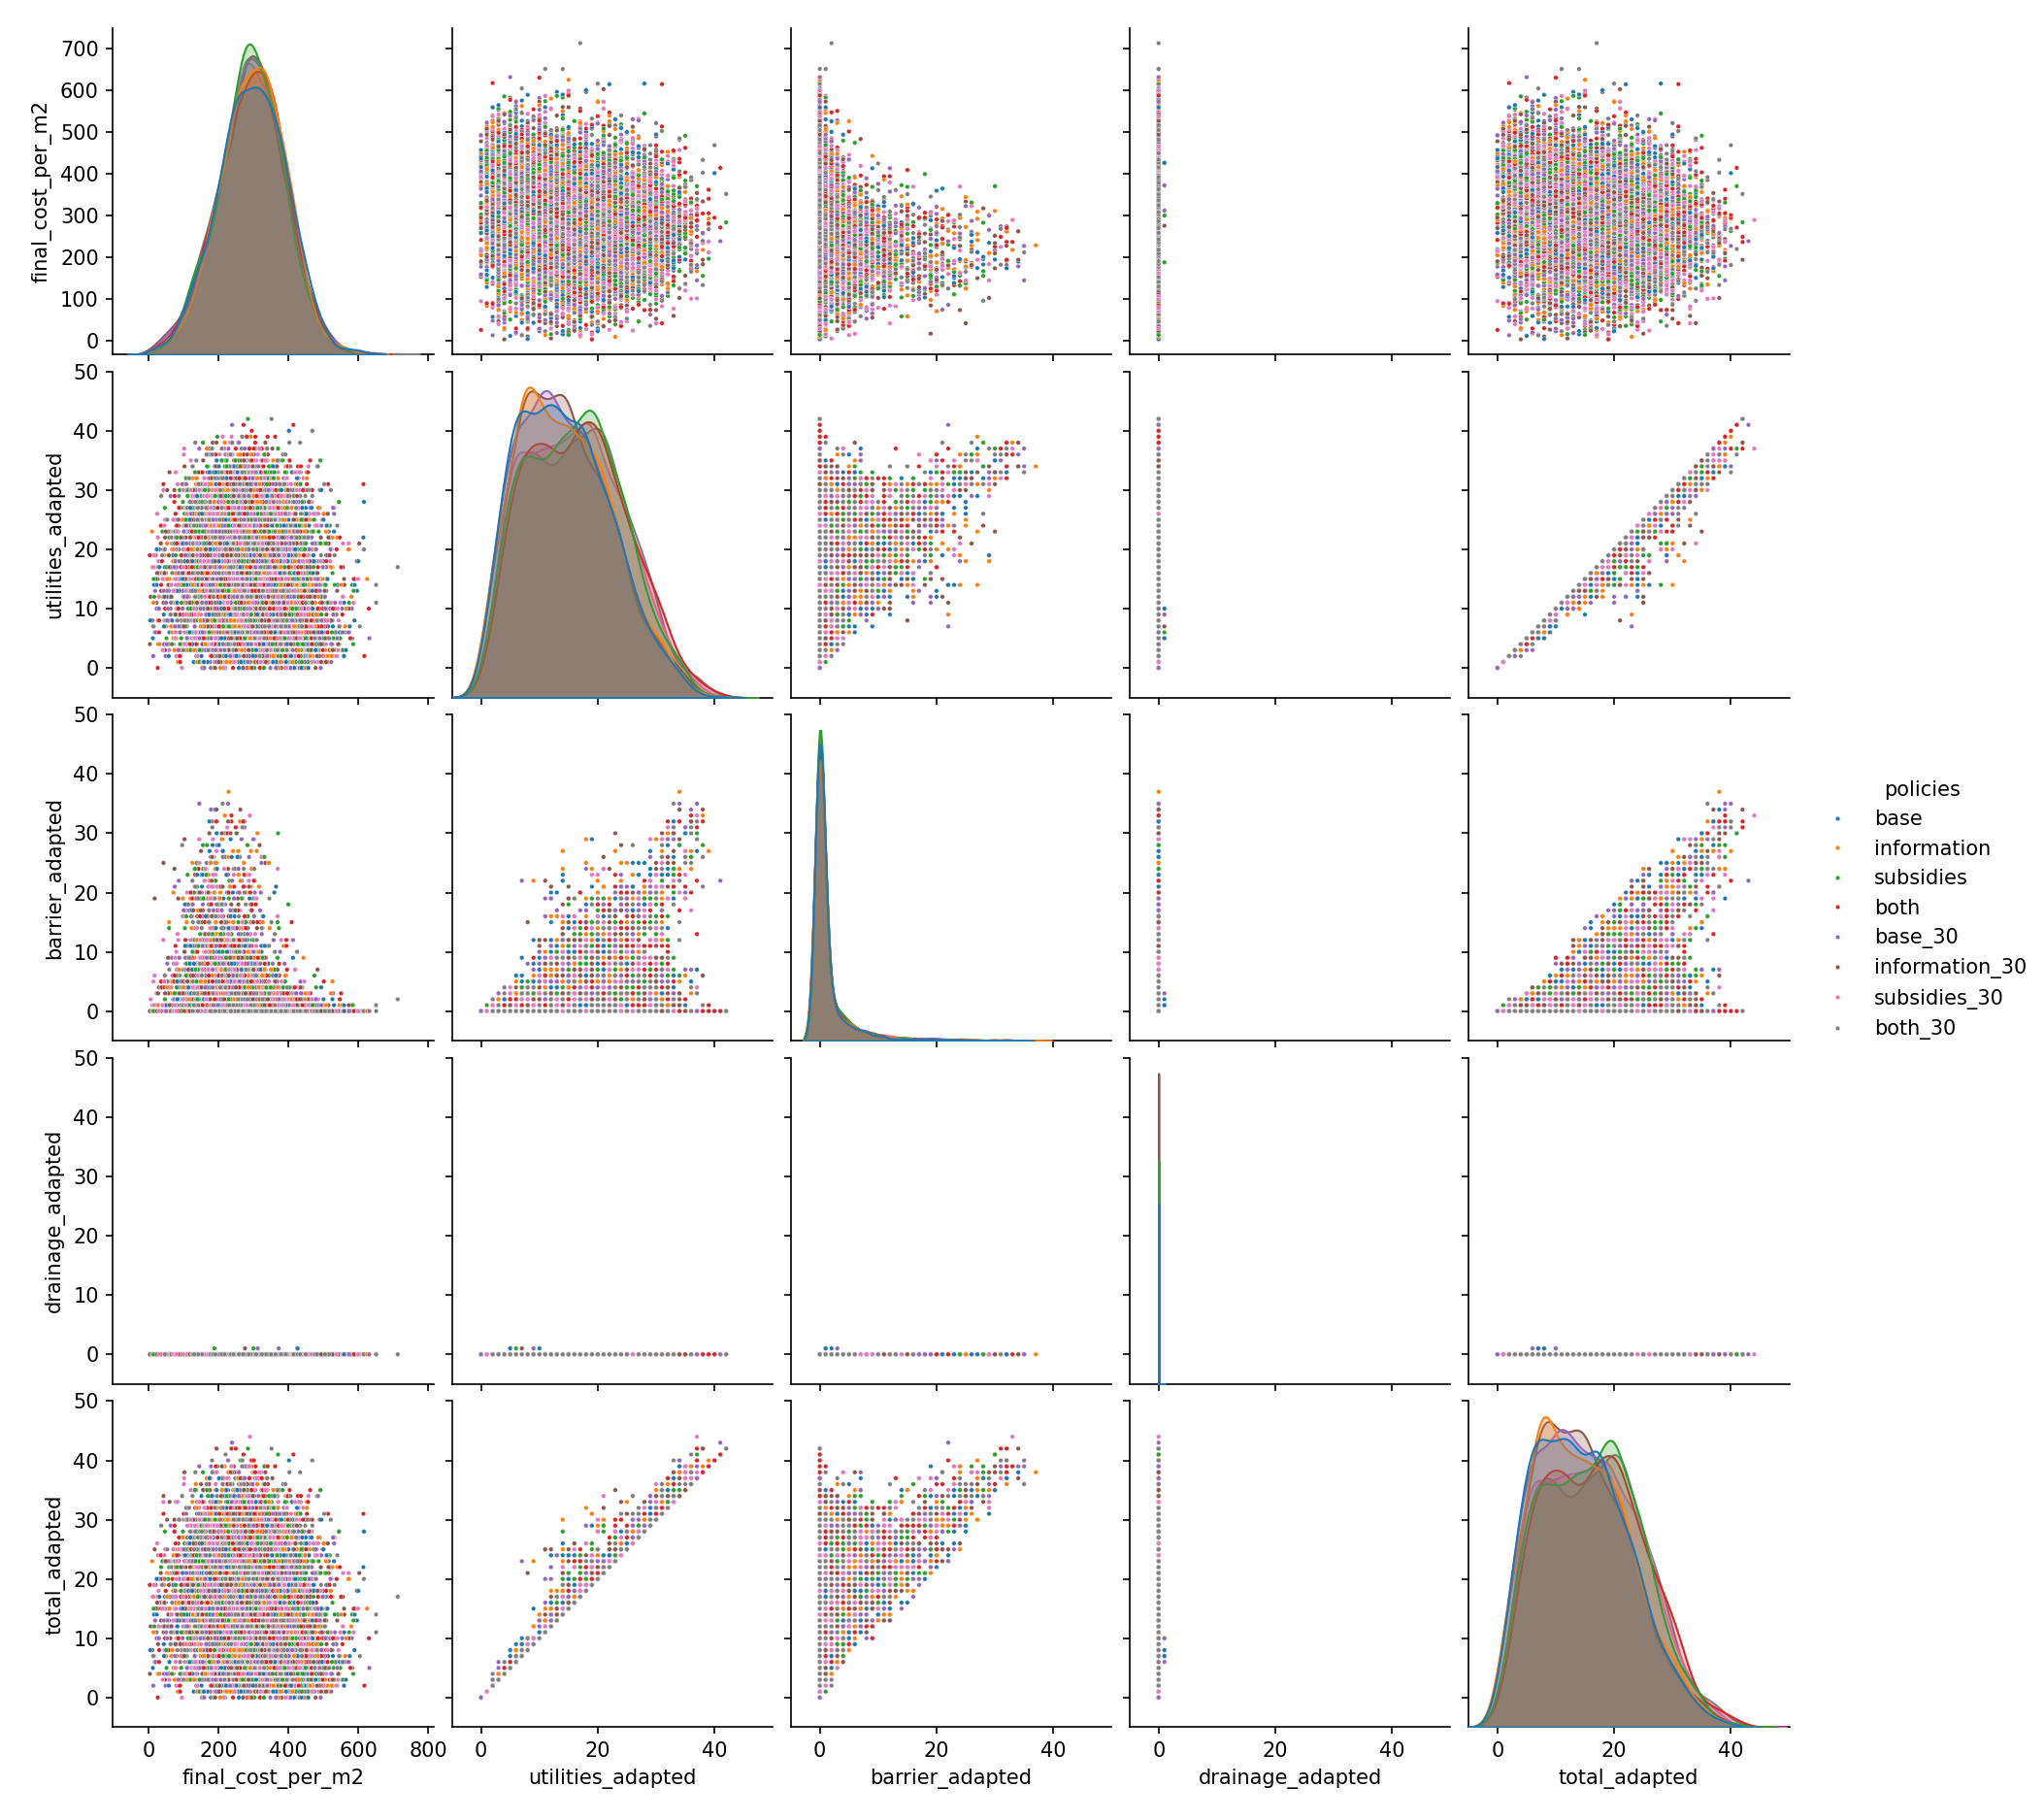 700
600
500
400
300
200
100
0
final_cost_per_m2
50
40
30
20
10
0
utilities_adapted
50
40
30
20
10
0
barrier_adapted
policies
base
information
subsidies
both
base_30
information_30
subsidies_30
both_30
50
40
30
20
10
0
drainage_adapted
50
40
30
20
10
0
total_adapted
0 200 400 600 800 0 20 40 0 20 40 0 20 40 0 20 40
final_cost_per_m2 utilities_adapted barrier_adapted drainage_adapted total_adapted